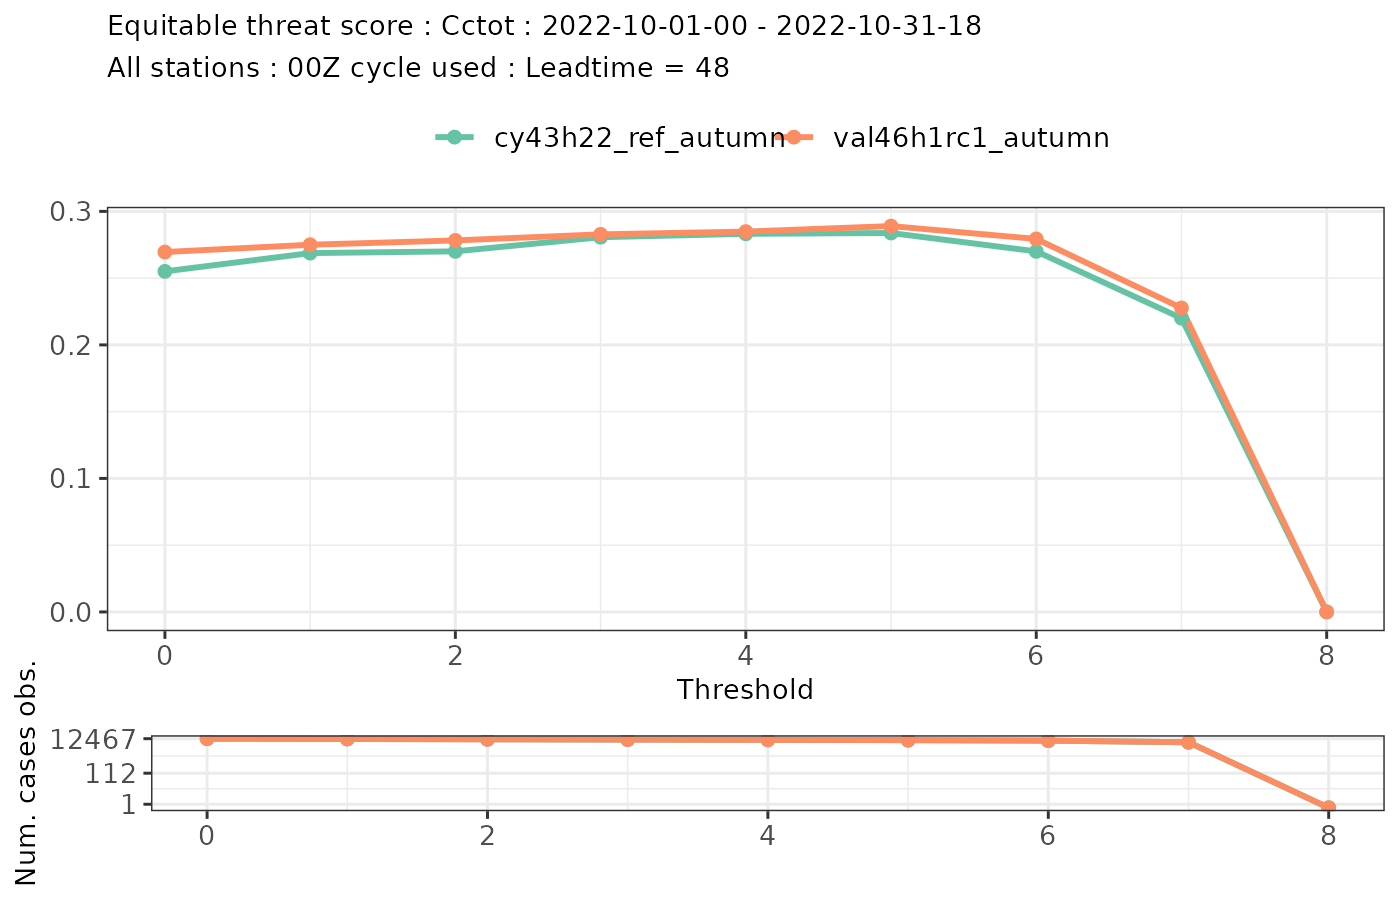 Equitable threat score : Cctot : 2022-10-01-00 - 2022-10-31-18
All stations : 00Z cycle used : Leadtime = 48
cy43h22_ref_autumn val46h1rc1_autumn
0.3
0.2
0.1
0.0
0 2 4 6 8
Threshold
Num. cases obs.
12467
112
1
0 2 4 6 8